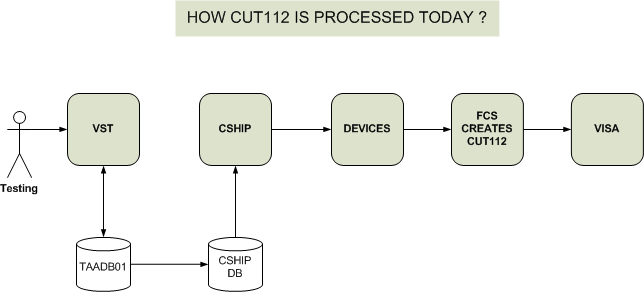 HOW CUT112 IS PROCESSED TODAY ?
VST
CSHIP
DEVICES
FCS
CREATES
CUT112
VISA
Testing
TAADB01
CSHIP
DB